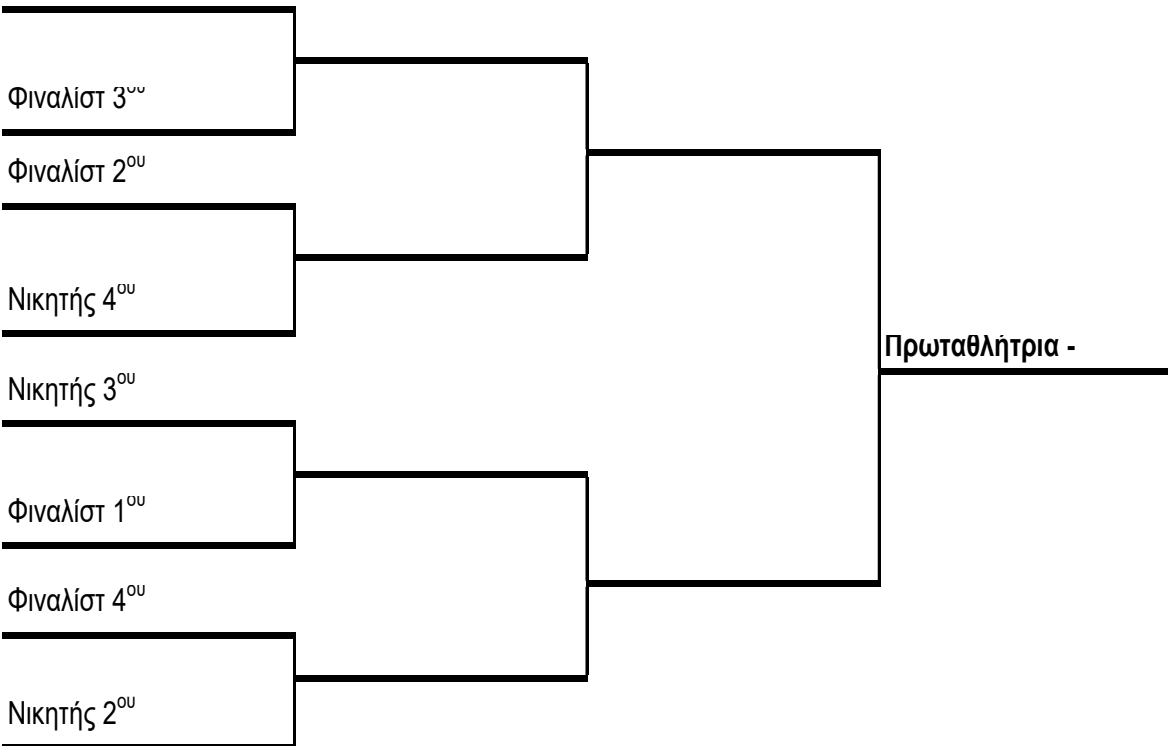 Φιναλίστ 3ου
Φιναλίστ 2ου
Νικητής 4ου
Πρωταθλήτρια -
Νικητής 3ου
Φιναλίστ 1ου
Φιναλίστ 4ου
Νικητής 2ου